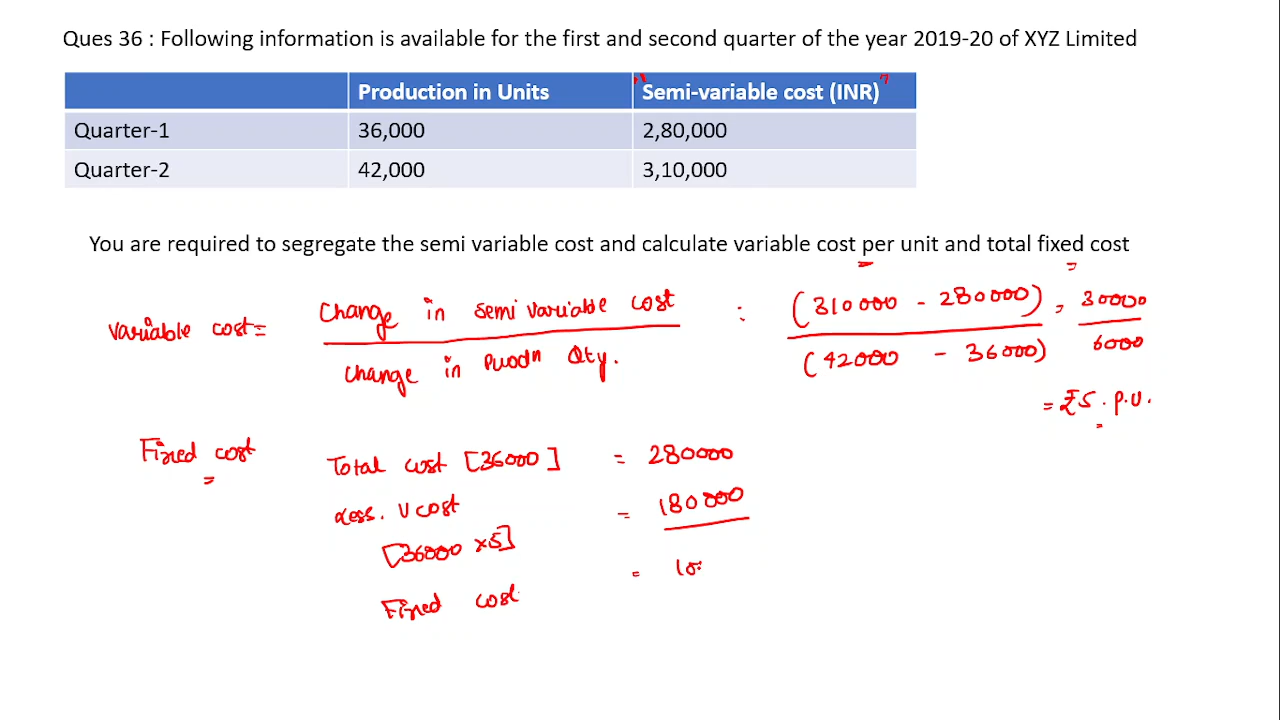 Ques 36 : Following information is available for the first and second quarter of the year 2019-20 of XYZ Limited
Production in Units Semi-variable cost (INR)
Quarter-1 36,000 2,80,000
Quarter-2 42,000 3,10,000
You are required to segregate the semi variable cost and calculate variable cost per unit and total fixed cost
Variable cost = Change in Semi Variable cost : (310000 - 280000) = 30000
Change in Prodn Qty. (42000 - 36000) 6000
= ₹5. p.u.
Fixed cost
=
Total cost [36000] = 280000
Less. V cost = 180000
[36000 x5]
Fixed cost = 10